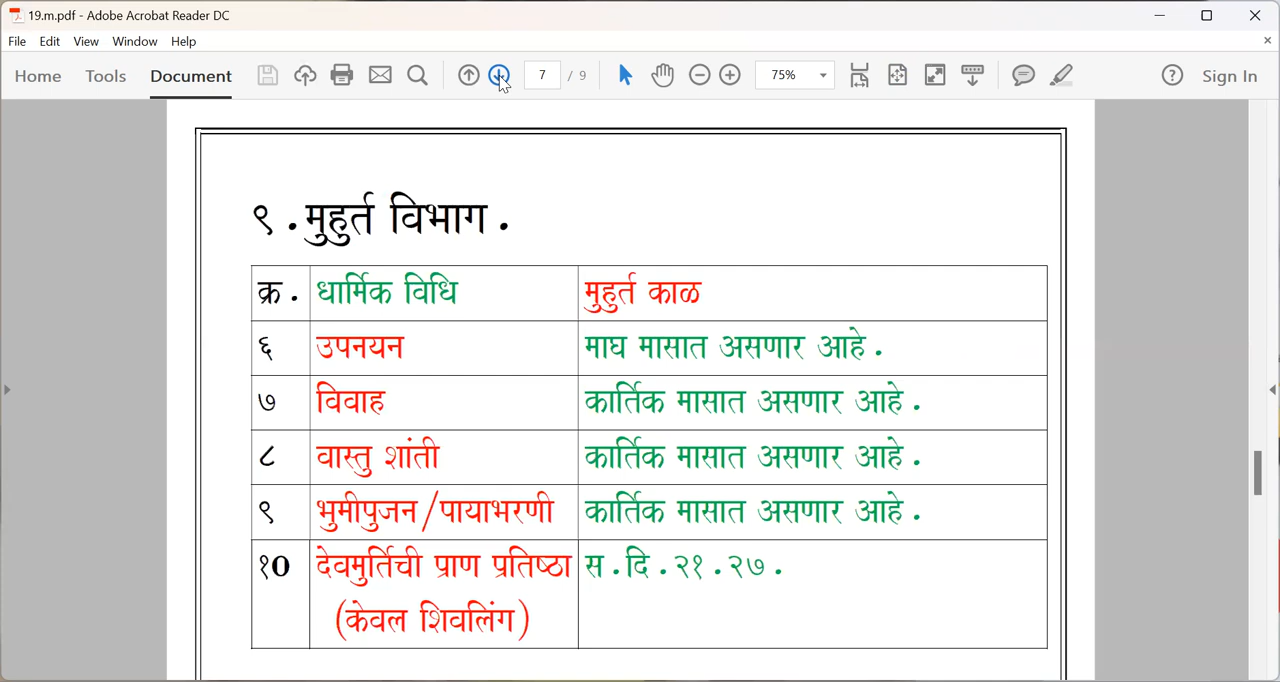 19.m.pdf - Adobe Acrobat Reader DC
File Edit View Window Help
Home Tools Document 7 / 9 75% Sign In
९.मुहुर्त विभाग.
क्र. धार्मिक विधि मुहुर्त काळ
६ उपनयन माघ मासात असणार आहे.
७ विवाह कार्तिक मासात असणार आहे.
८ वास्तु शांती कार्तिक मासात असणार आहे.
९ भुमीपुजन/पायाभरणी कार्तिक मासात असणार आहे.
१0 देवमुर्तिची प्राण प्रतिष्ठा स.दि.२१.२७.
(केवल शिवलिंग)